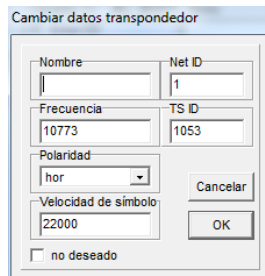 Cambiar datos transpondedor
Nombre
Net ID
1
Frecuencia
TS ID
10773
1053
Polaridad
hor
Cancelar
Velocidad de símbolo
22000
OK
no deseado